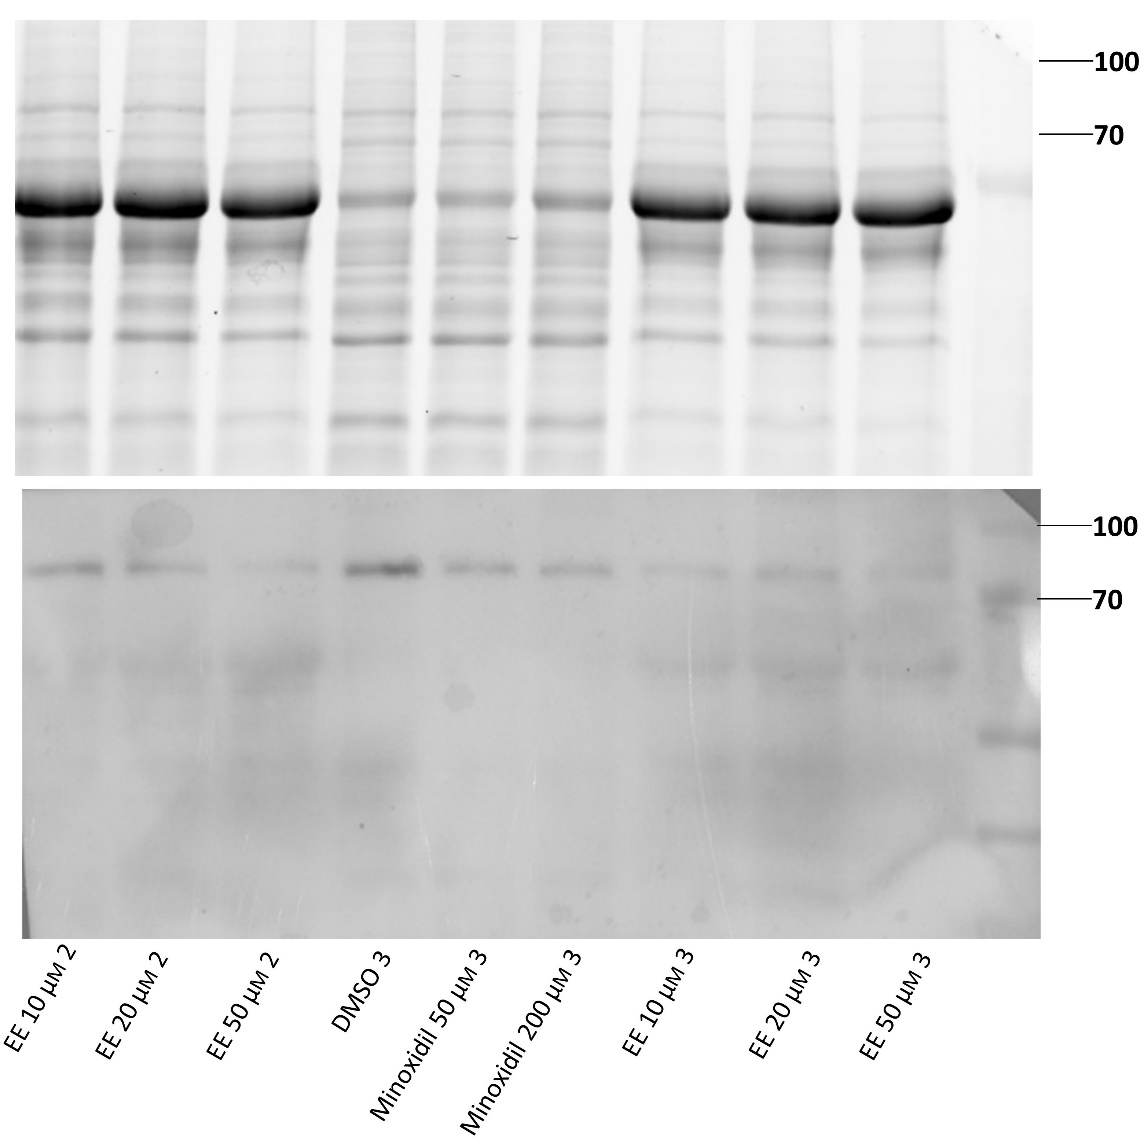 100
70
100
70
EE 10 µM 2
EE 20 µM 2
EE 50 µM 2
DMSO 3
Minoxidil 50 µM 3
Minoxidil 200 µM 3
EE 10 µM 3
EE 20 µM 3
EE 50 µM 3